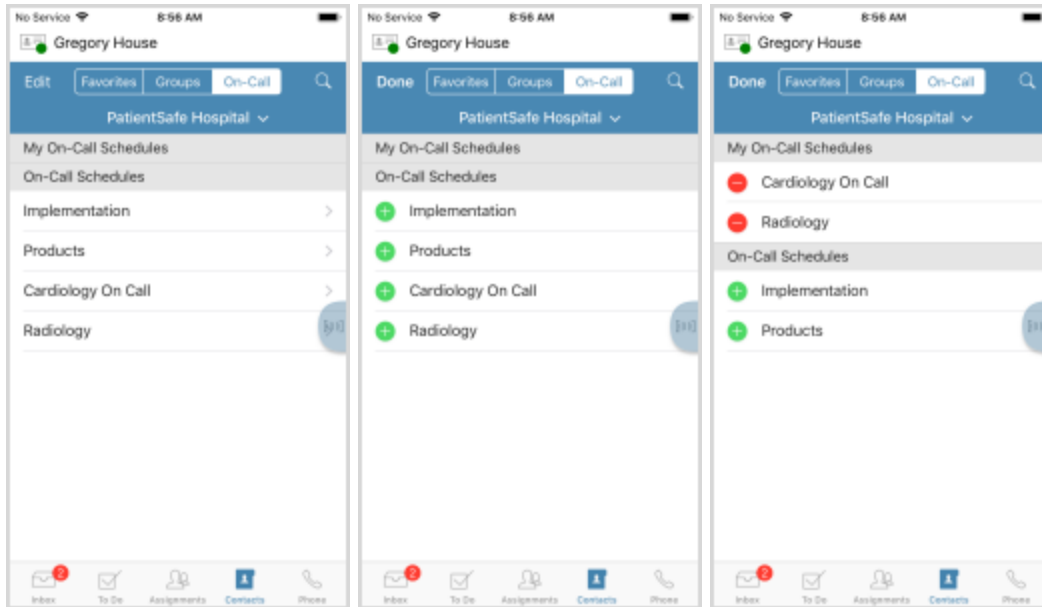 No Service 8:56 AM
Gregory House
Edit Favorites Groups On-Call
PatientSafe Hospital
My On-Call Schedules
On-Call Schedules
Implementation
Products
Cardiology On Call
Radiology
2
Inbox To Do Assignments Contacts Phone
No Service 8:56 AM
Gregory House
Done Favorites Groups On-Call
PatientSafe Hospital
My On-Call Schedules
On-Call Schedules
Implementation
Products
Cardiology On Call
Radiology
2
Inbox To Do Assignments Contacts Phone
No Service 8:56 AM
Gregory House
Done Favorites Groups On-Call
PatientSafe Hospital
My On-Call Schedules
Cardiology On Call
Radiology
On-Call Schedules
Implementation
Products
2
Inbox To Do Assignments Contacts Phone